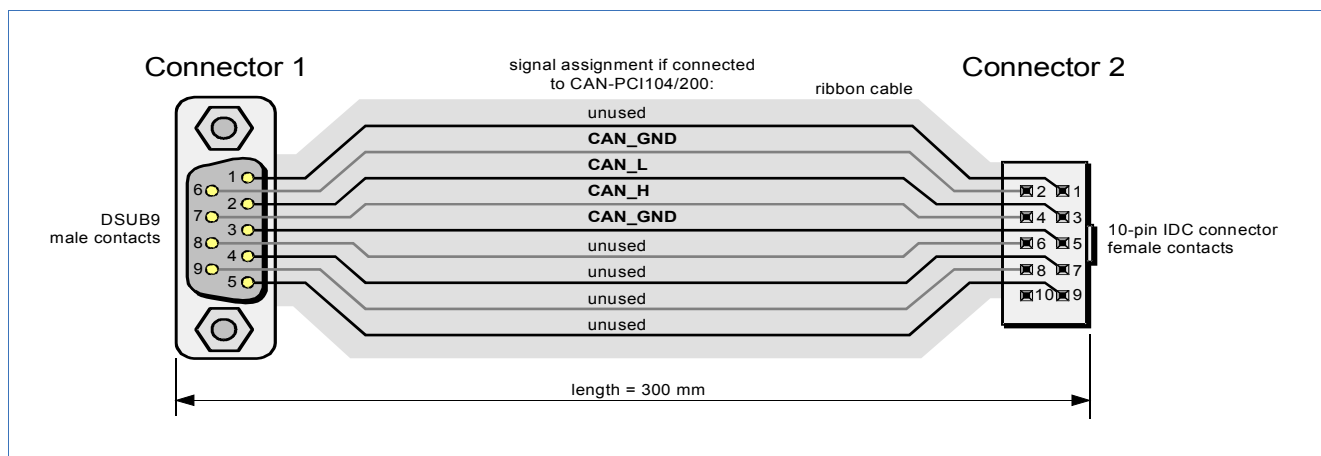 Connector 1
signal assignment if connected
to CAN-PCI104/200:
ribbon cable
Connector 2
unused
CAN_GND
CAN_L
CAN_H
CAN_GND
unused
unused
unused
unused
DSUB9
male contacts
1
6
2
7
3
8
4
9
5
2 1
4 3
6 5
8 7
10 9
10-pin IDC connector
female contacts
length = 300 mm